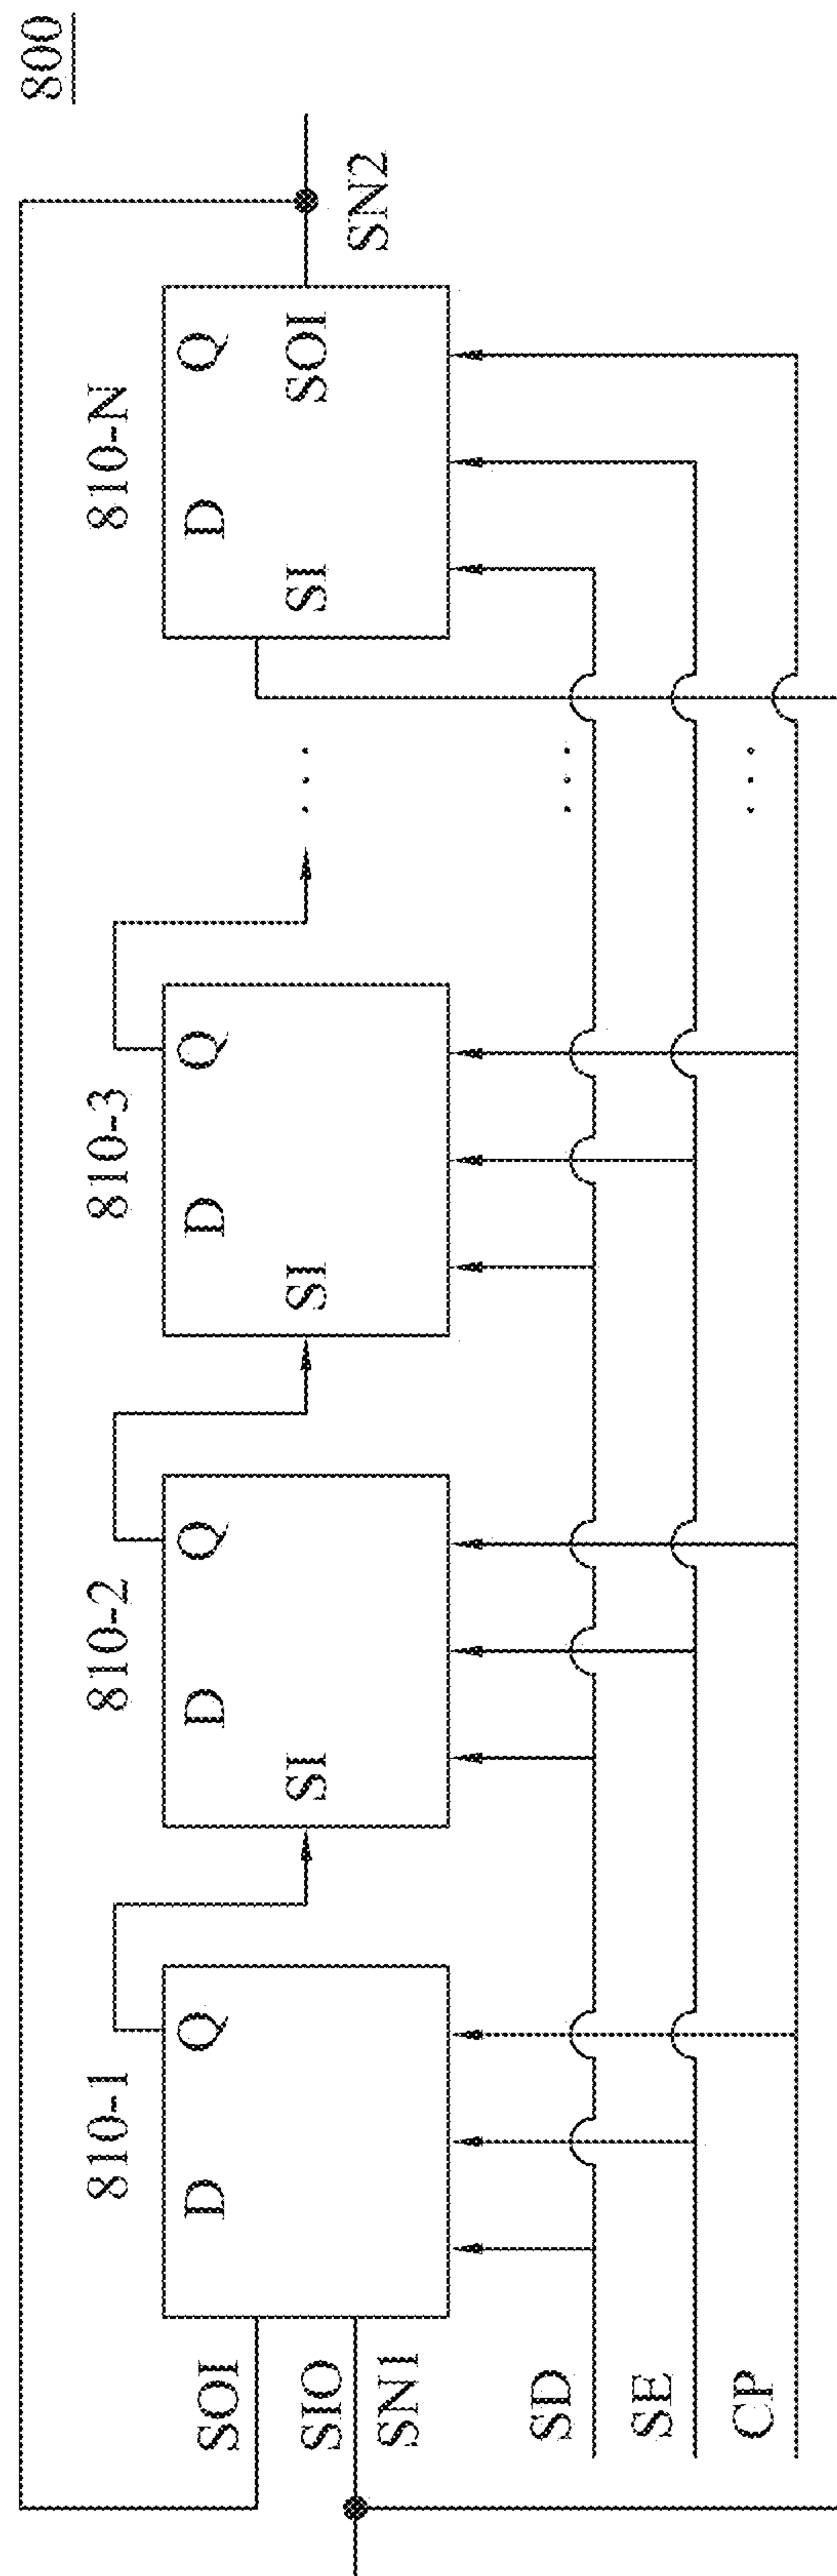 800
810-1
810-2
810-3
810-N
SOI
D
Q
D
Q
D
Q
D
Q
SIO
SI
SI
SI
SOI
SN1
SN2
SD
...
...
SE
CP
...